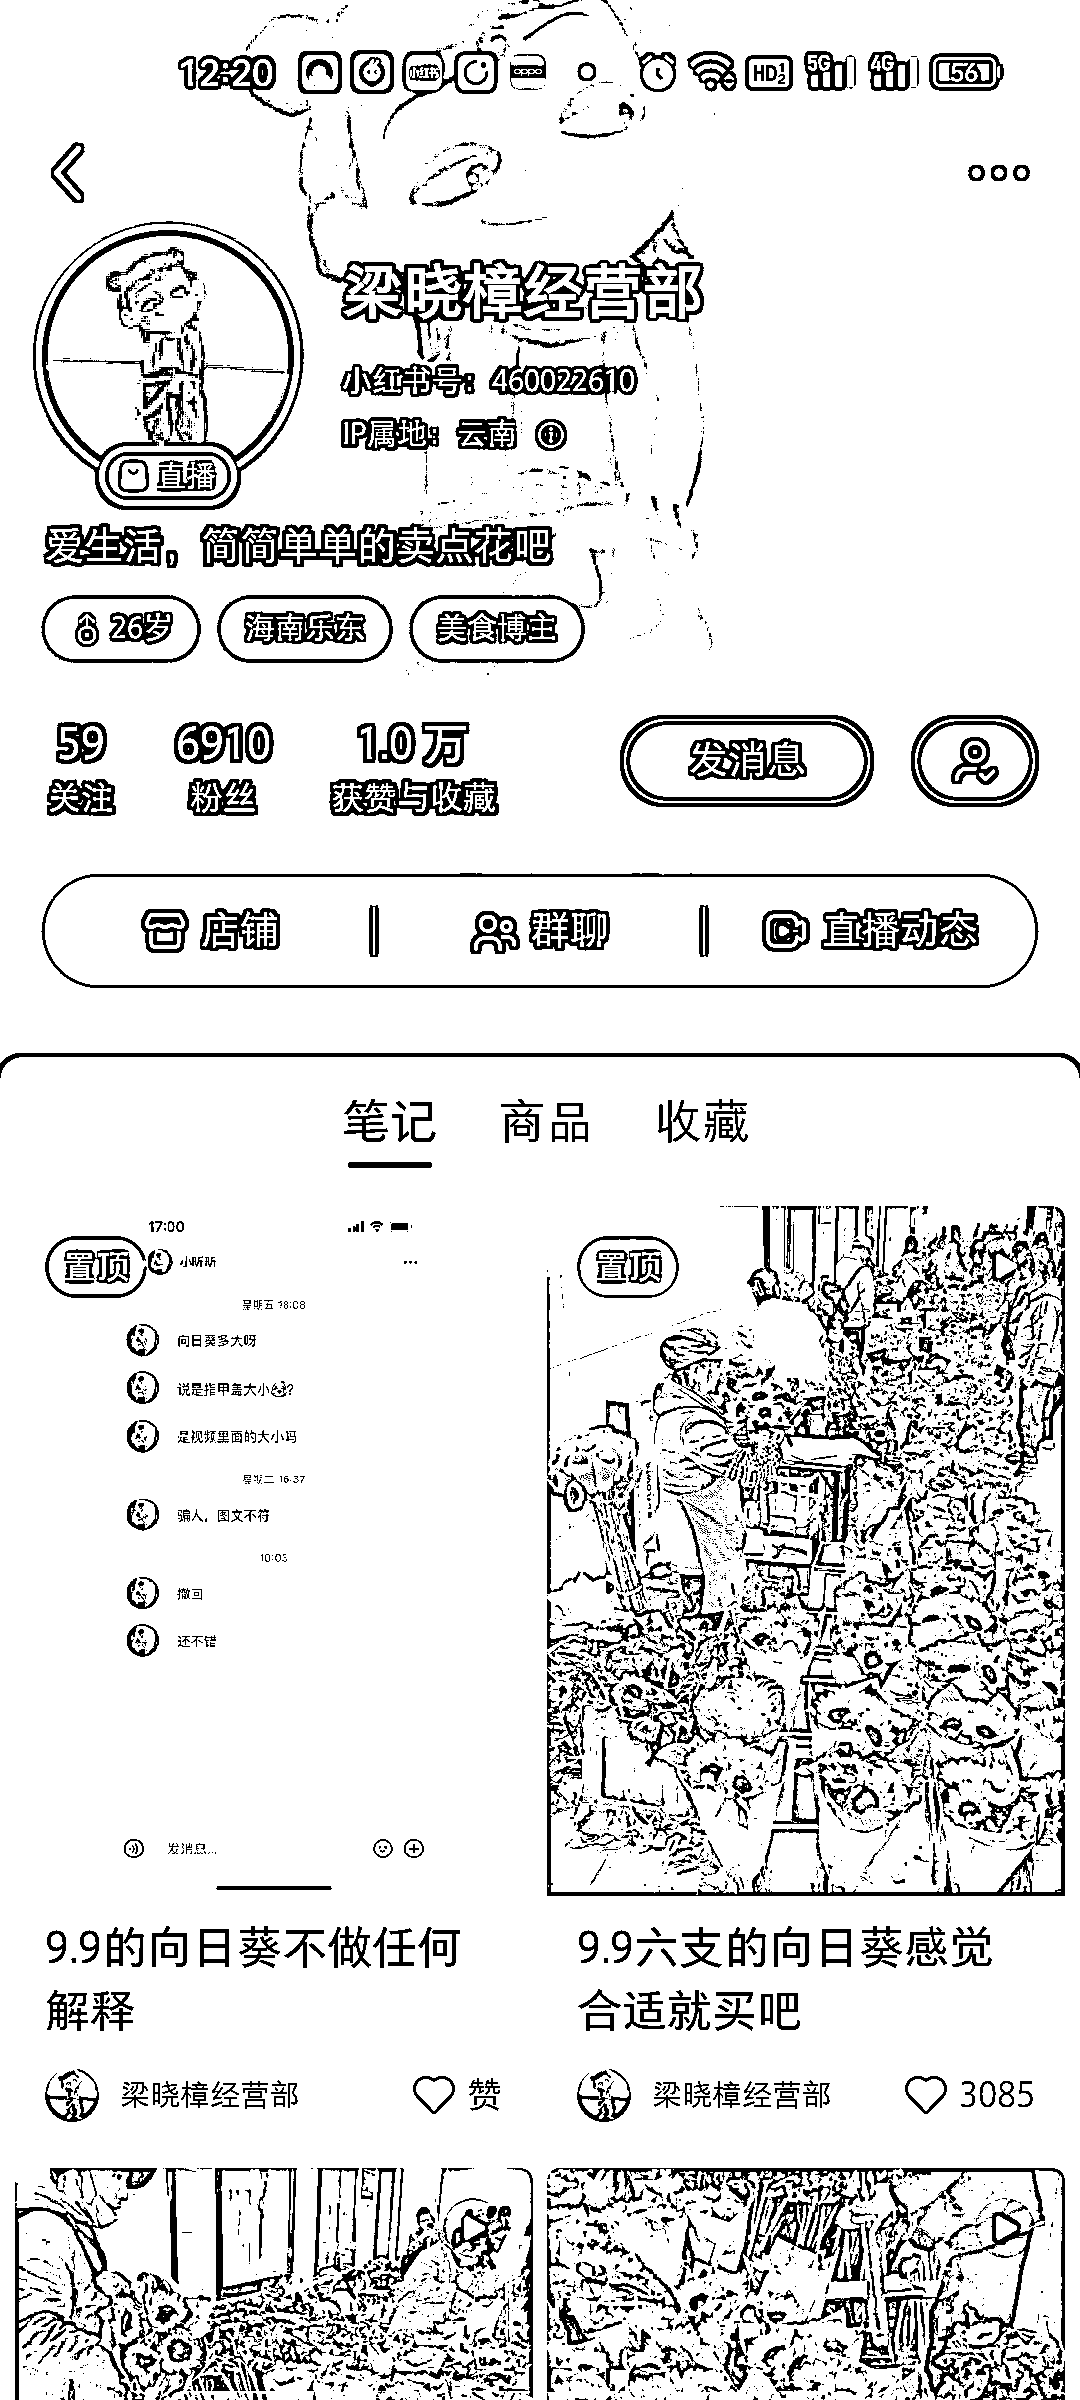 12:20
小红书
oppo
HD 1 2
5G
4G
56
梁晓樟经营部
小红书号：460022610
IP属地：云南
直播
爱生活，简简单单的卖点花吧
26岁
海南乐东
美食博主
59
6910
1.0万
关注
粉丝
获赞与收藏
发消息
店铺
群聊
直播动态
笔记
商品
收藏
17:00
置顶
小昕昕
星期五 18:08
向日葵多大呀
说是指甲盖大小?
是视频里面的大小吗
星期二 16:37
骗人，图文不符
10:05
撤回
还不错
发消息...
置顶
9.9的向日葵不做任何
解释
梁晓樟经营部
赞
9.9六支的向日葵感觉
合适就买吧
梁晓樟经营部
3085